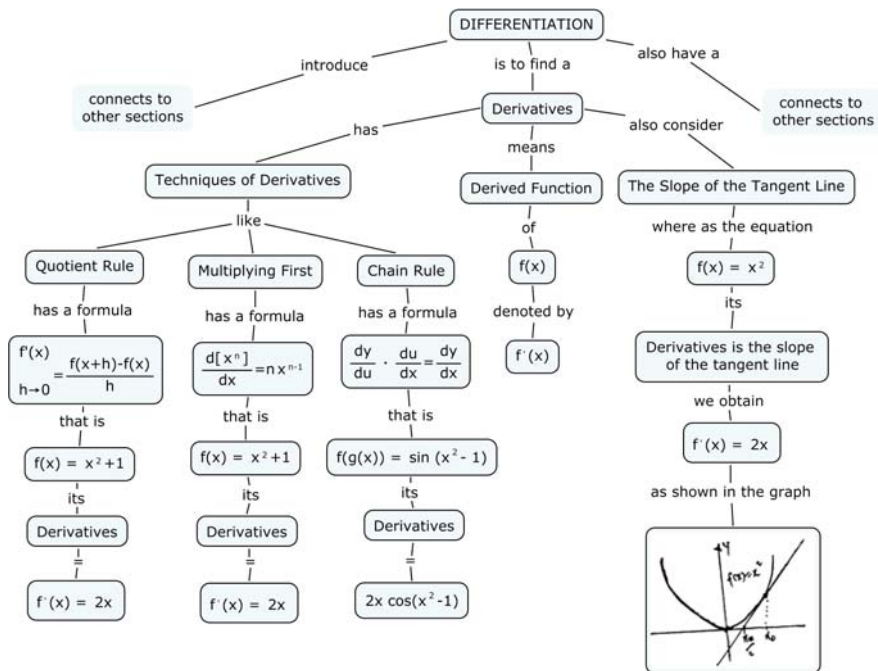 DIFFERENTIATION
introduce
is to find a
also have a
connects to
other sections
Derivatives
connects to
other sections
has
means
also consider
Techniques of Derivatives
Derived Function
The Slope of the Tangent Line
like
of
where as the equation
Quotient Rule
Multiplying First
Chain Rule
f(x)
f(x) = x²
has a formula
has a formula
has a formula
denoted by
its
f'(x)
h→0
= f(x+h)-f(x)
h
d[xⁿ]
dx
=nxⁿ⁻¹
dy
du
·
du
dx
=
dy
dx
f˙(x)
Derivatives is the slope
of the tangent line
that is
that is
that is
we obtain
f(x) = x²+1
f(x) = x²+1
f(g(x)) = sin (x²- 1)
f˙(x) = 2x
its
its
its
as shown in the graph
Derivatives
Derivatives
Derivatives
=
=
=
f˙(x) = 2x
f˙(x) = 2x
2x cos(x²-1)
y
f(x)=x²
x₀
2
x₀